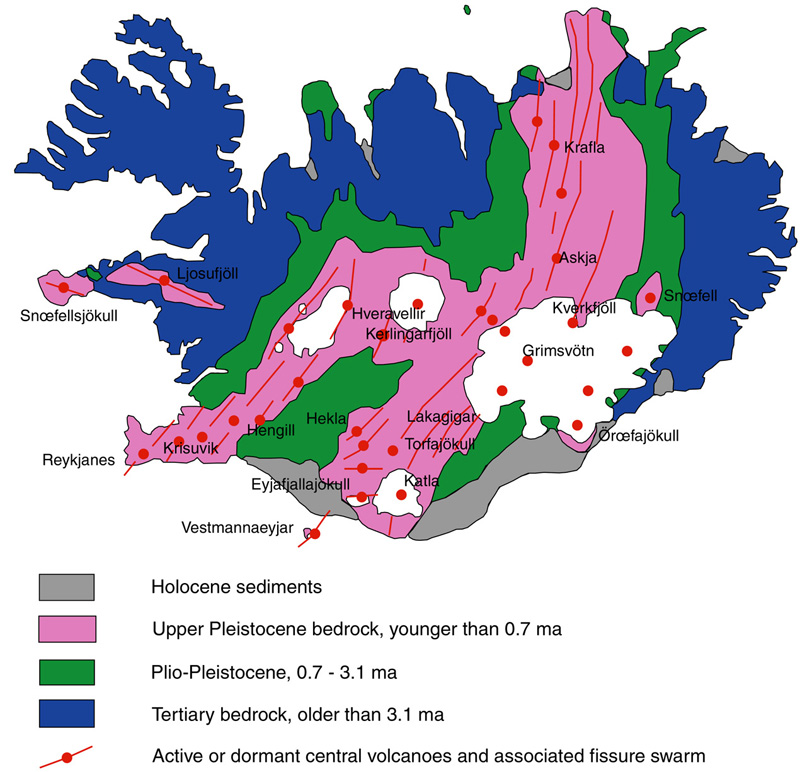 Krafla
Askja
Ljosufjöll
Snœfellsjökull
Snœfell
Kverkfjöll
Hveravellir
Kerlingarfjöll
Grimsvötn
Hekla
Lakagigar
Hengill
Krisuvik
Reykjanes
Torfajökull
Örœfajökull
Eyjafjallajökull
Katla
Vestmannaeyjar
Holocene sediments
Upper Pleistocene bedrock, younger than 0.7 ma
Plio-Pleistocene, 0.7 - 3.1 ma
Tertiary bedrock, older than 3.1 ma
Active or dormant central volcanoes and associated fissure swarm